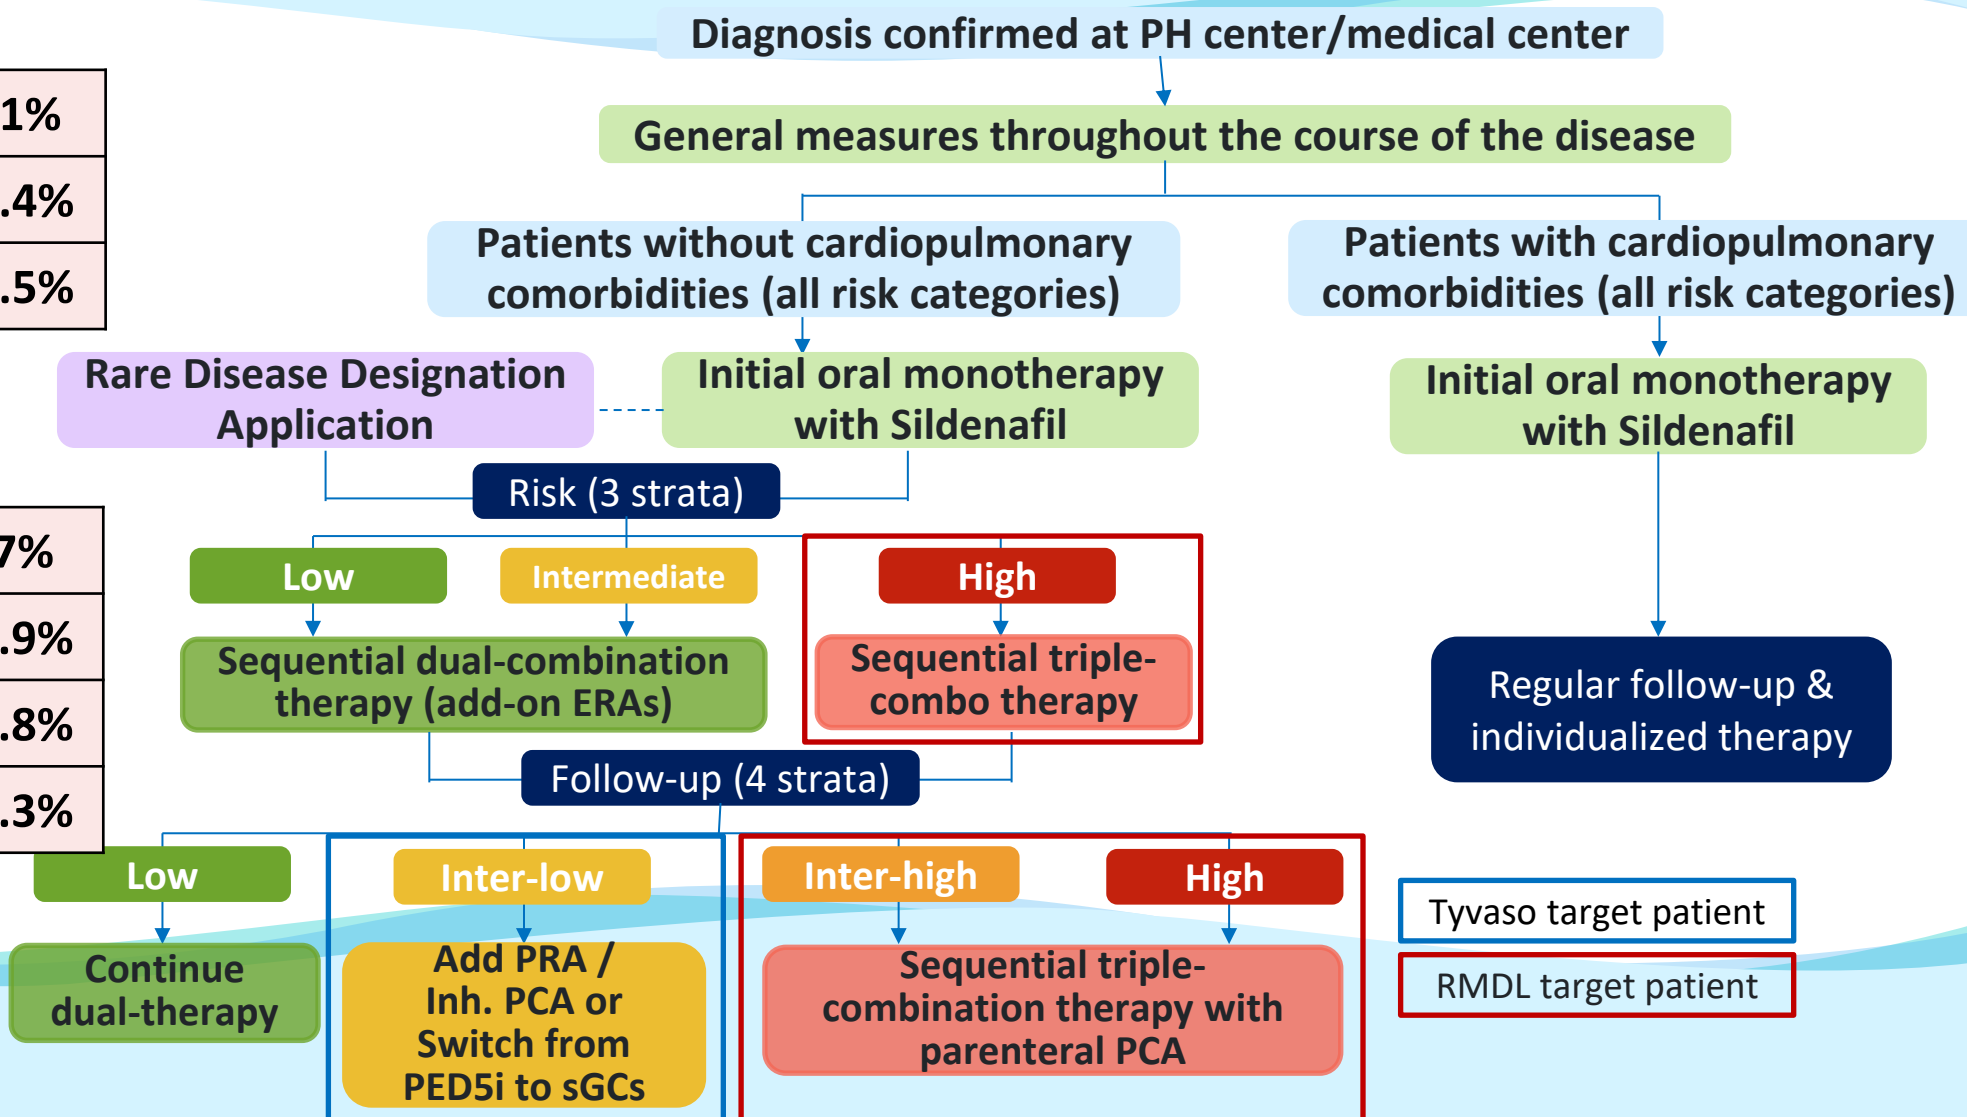 Diagnosis confirmed at PH center/medical center
1%
.4%
.5%
General measures throughout the course of the disease
Patients without cardiopulmonary
comorbidities (all risk categories)
Patients with cardiopulmonary
comorbidities (all risk categories)
Rare Disease Designation
Application
Initial oral monotherapy
with Sildenafil
Initial oral monotherapy
with Sildenafil
Risk (3 strata)
7%
.9%
.8%
.3%
Low
Intermediate
High
Sequential dual-combination
therapy (add-on ERAs)
Sequential triple-
combo therapy
Regular follow-up &
individualized therapy
Follow-up (4 strata)
Low
Inter-low
Inter-high
High
Continue
dual-therapy
Add PRA /
Inh. PCA or
Switch from
PED5i to sGCs
Sequential triple-
combination therapy with
parenteral PCA
Tyvaso target patient
RMDL target patient